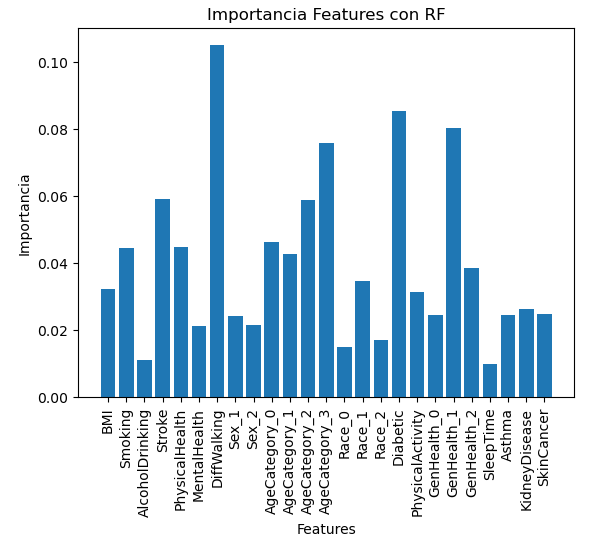 Importancia Features con RF
Importancia
0.10
0.08
0.06
0.04
0.02
0.00
BMI
Smoking
AlcoholDrinking
Stroke
PhysicalHealth
MentalHealth
DiffWalking
Sex_1
Sex_2
AgeCategory_0
AgeCategory_1
AgeCategory_2
AgeCategory_3
Race_0
Race_1
Race_2
Diabetic
PhysicalActivity
GenHealth_0
GenHealth_1
GenHealth_2
SleepTime
Asthma
KidneyDisease
SkinCancer
Features